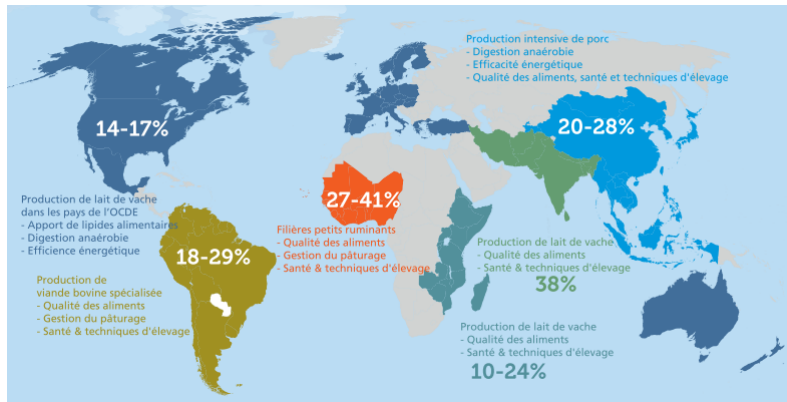 Production intensive de porc
- Digestion anaérobie
- Efficacité énergétique
- Qualité des aliments, santé et techniques d'élevage
20-28%
14-17%
Production de lait de vache
dans les pays de l'OCDE
- Apport de lipides alimentaires
- Digestion anaérobie
- Efficience énergétique
27-41%
Filières petits ruminants
- Qualité des aliments
- Gestion du pâturage
- Santé & techniques d'élevage
18-29%
Production de
viande bovine spécialisée
- Qualité des aliments
- Gestion du pâturage
- Santé & techniques d'élevage
Production de lait de vache
- Qualité des aliments
- Santé & techniques d'élevage
38%
Production de lait de vache
- Qualité des aliments
- Santé & techniques d'élevage
10-24%